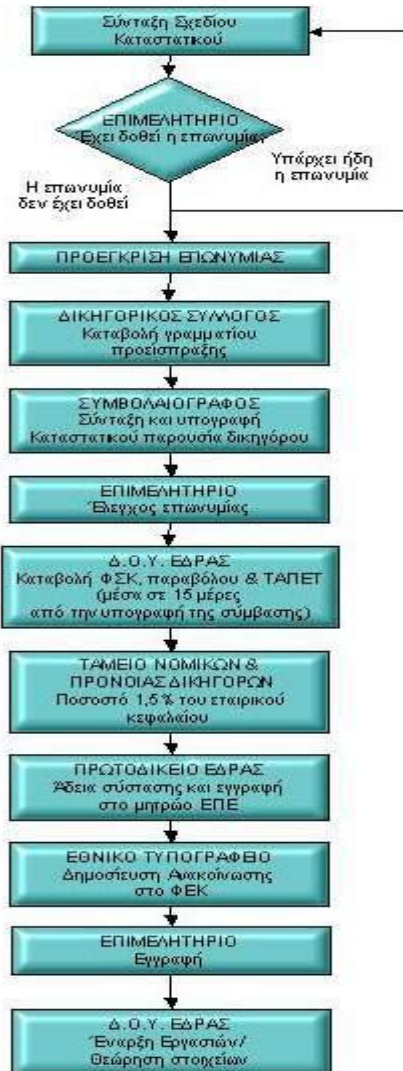 Σύνταξη Σχεδίου
Καταστατικού
ΕΠΙΜΕΛΗΤΗΡΙΟ
Έχει δοθεί η επωνυμία;
Υπάρχει ήδη
η επωνυμία
Η επωνυμία
δεν έχει δοθεί
ΠΡΟΕΓΚΡΙΣΗ ΕΠΩΝΥΜΙΑΣ
ΔΙΚΗΓΟΡΙΚΟΣ ΣΥΛΛΟΓΟΣ
Καταβολή γραμματίου
προείσπραξης
ΣΥΜΒΟΛΑΙΟΓΡΑΦΟΣ
Σύνταξη και υπογραφή
Καταστατικού παρουσία δικηγόρου
ΕΠΙΜΕΛΗΤΗΡΙΟ
Έλεγχος επωνυμίας
Δ.Ο.Υ. ΕΔΡΑΣ
Καταβολή ΦΣΚ, παραβόλου & ΤΑΠΕΤ
(μέσα σε 15 μέρες
από την υπογραφή της σύμβασης)
ΤΑΜΕΙΟ ΝΟΜΙΚΩΝ &
ΠΡΟΝΟΙΑΣ ΔΙΚΗΓΟΡΩΝ
Ποσοστό 1,5% του εταιρικού
κεφαλαίου
ΠΡΩΤΟΔΙΚΕΙΟ ΕΔΡΑΣ
Άδεια σύστασης και εγγραφή
στο μητρώο ΕΠΕ
ΕΘΝΙΚΟ ΤΥΠΟΓΡΑΦΕΙΟ
Δημοσίευση Ανακοίνωσης
στο ΦΕΚ
ΕΠΙΜΕΛΗΤΗΡΙΟ
Εγγραφή
Δ.Ο.Υ. ΕΔΡΑΣ
Έναρξη Εργασιών/
Θεώρηση στοιχείων